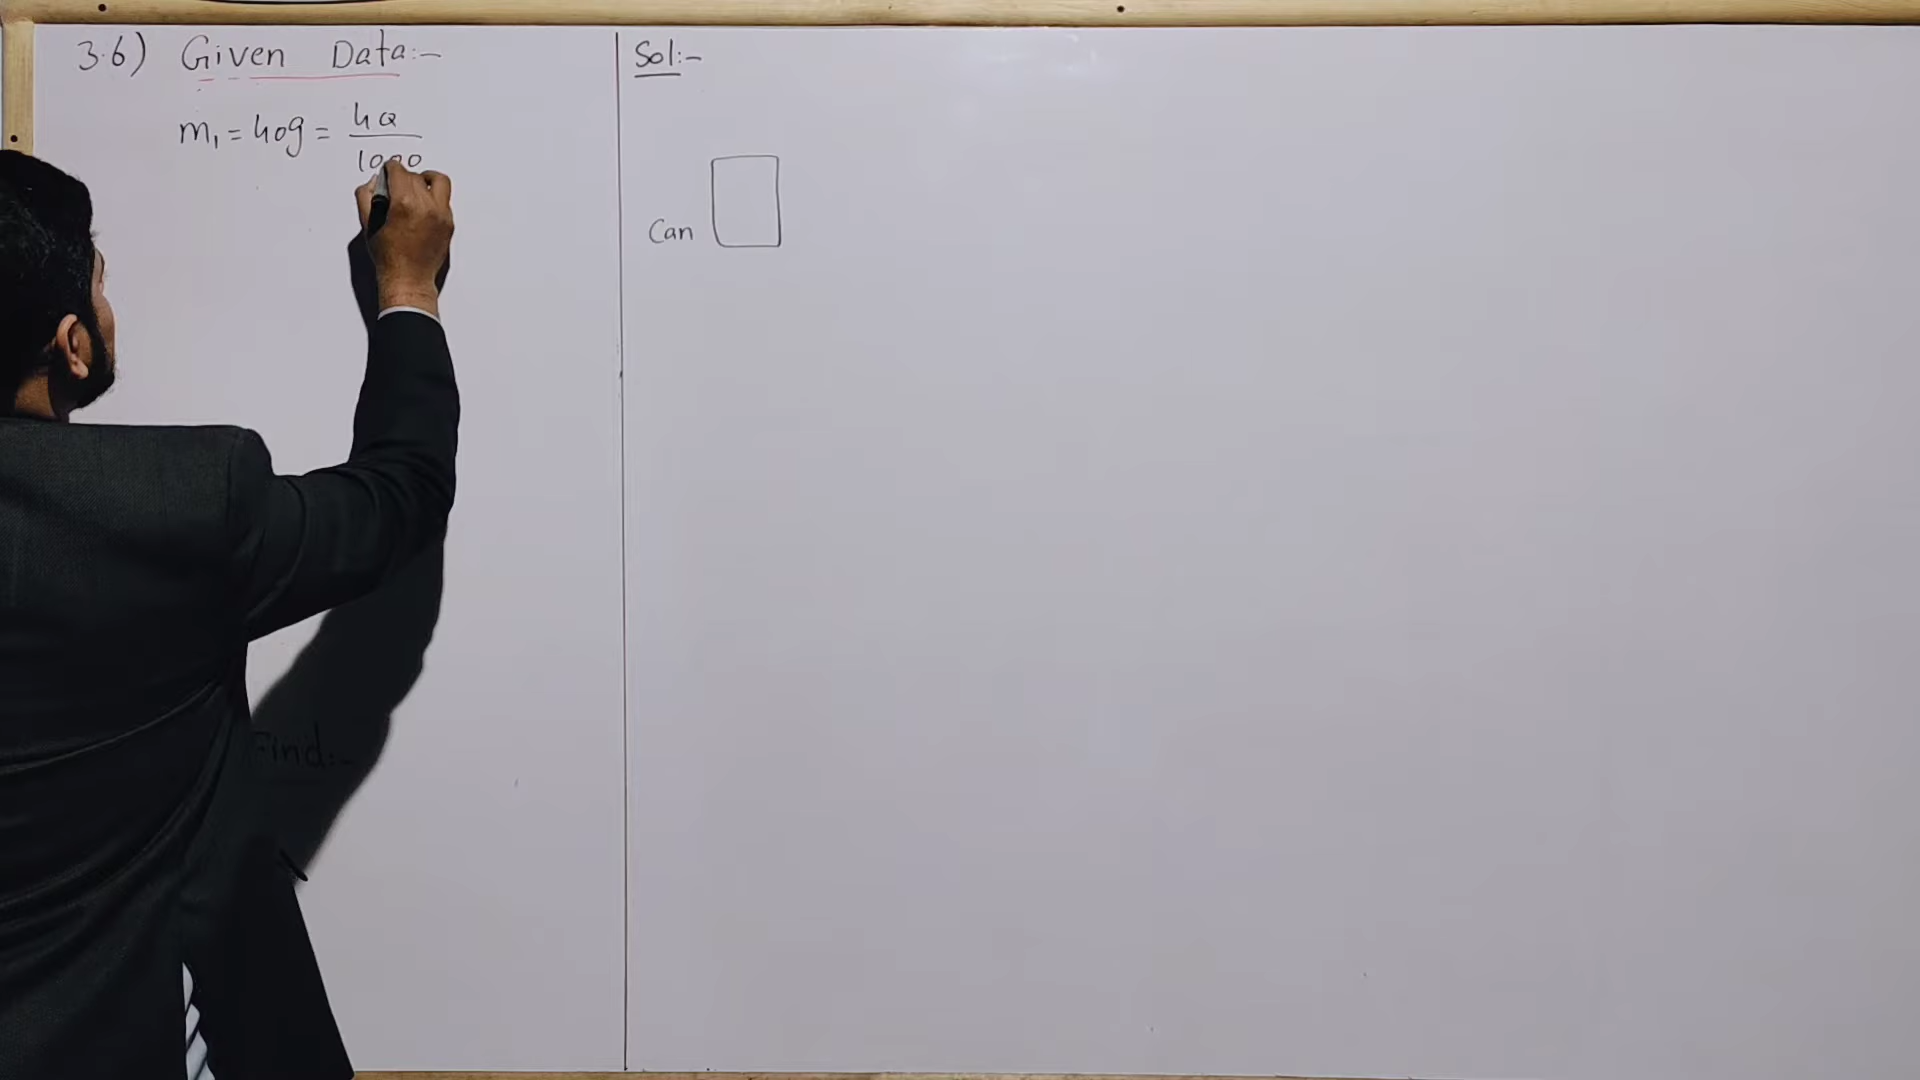 3.6) Given Data:-
m₁ = 40g = 40/1000
Find:-
Sol:-
Can